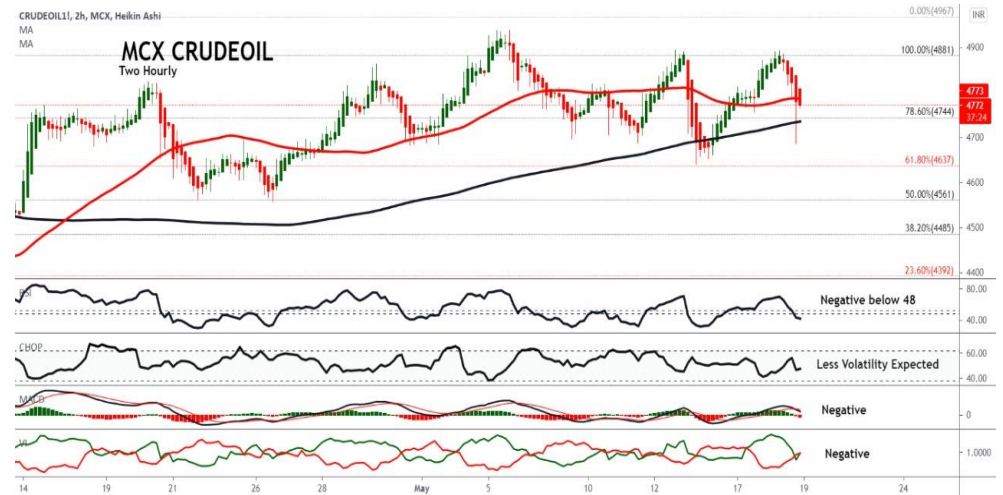 CRUDEOIL1!, 2h, MCX, Heikin Ashi
MA
MA
MCX CRUDEOIL
Two Hourly
INR
0.00%(4967)
4900
100.00%(4881)
4773
4772
37:24
78.60%(4744)
4700
61.80%(4637)
4600
50.00%(4561)
4500
38.20%(4485)
23.60%(4392)
4400
RSI
80.00
Negative below 48
40.00
CHOP
60.00
Less Volatility Expected
40.00
MACD
Negative
0
VI
Negative
1.0000
14 19 21 26 28 May 5 10 12 17 19 24